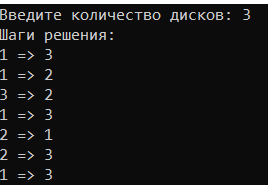 Введите количество дисков: 3
Шаги решения:
1 => 3
1 => 2
3 => 2
1 => 3
2 => 1
2 => 3
1 => 3